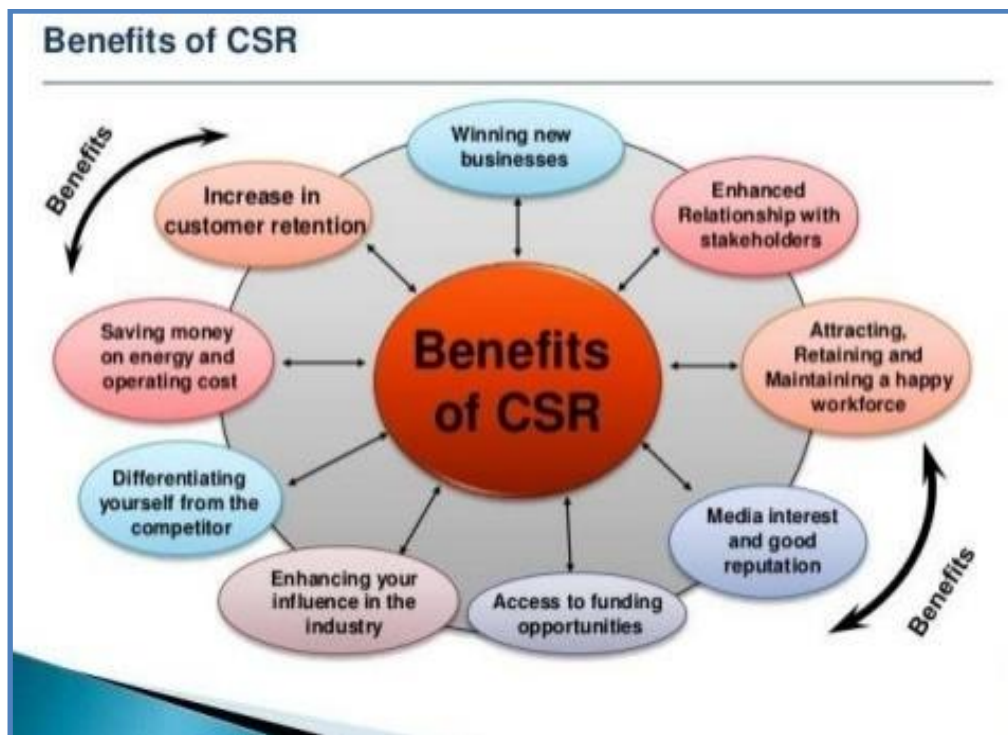 Benefits of CSR
Benefits
Winning new
businesses
Increase in
customer retention
Enhanced
Relationship with
stakeholders
Saving money
on energy and
operating cost
Benefits
of CSR
Attracting,
Retaining and
Maintaining a happy
workforce
Differentiating
yourself from the
competitor
Media interest
and good
reputation
Enhancing your
influence in the
industry
Access to funding
opportunities
Benefits